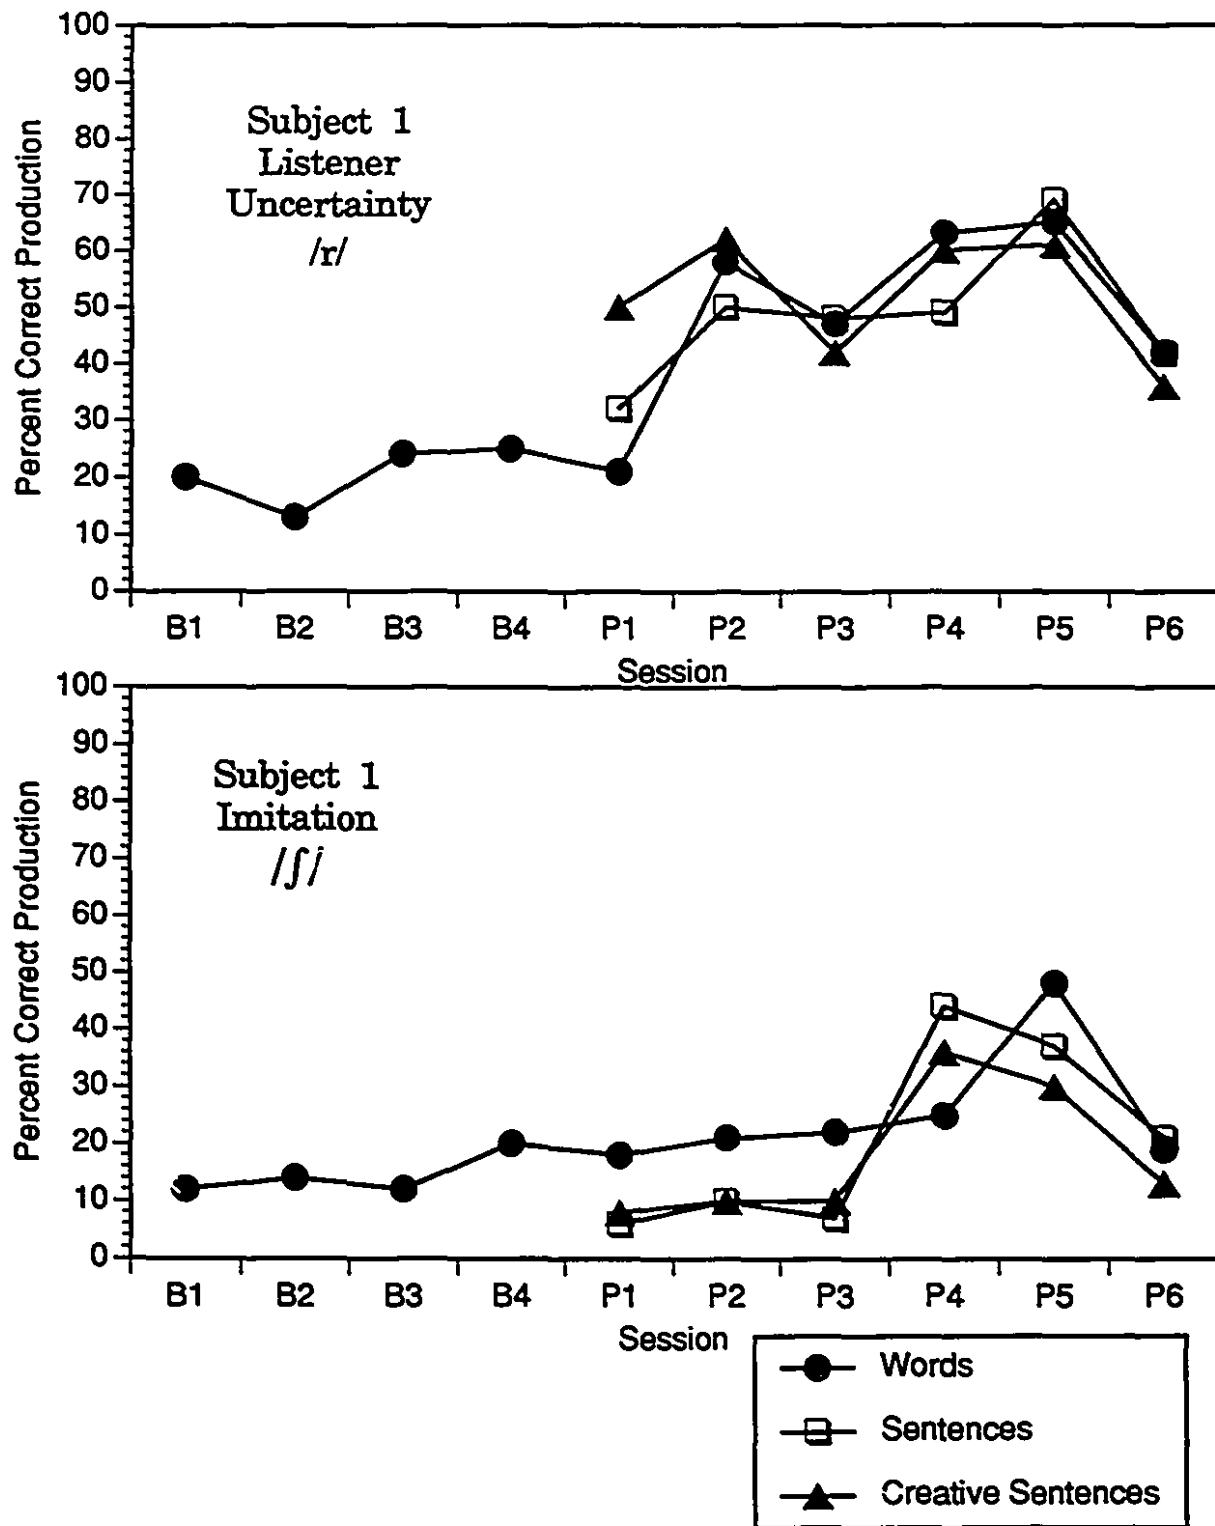 100
90
80
70
60
50
40
30
20
10
0
Percent Correct Production
Subject 1
Listener
Uncertainty
/r/
B1 B2 B3 B4 P1 P2 P3 P4 P5 P6
Session
100
90
80
70
60
50
40
30
20
10
0
Percent Correct Production
Subject 1
Imitation
/ʃ/
B1 B2 B3 B4 P1 P2 P3 P4 P5 P6
Session
Words
Sentences
Creative Sentences